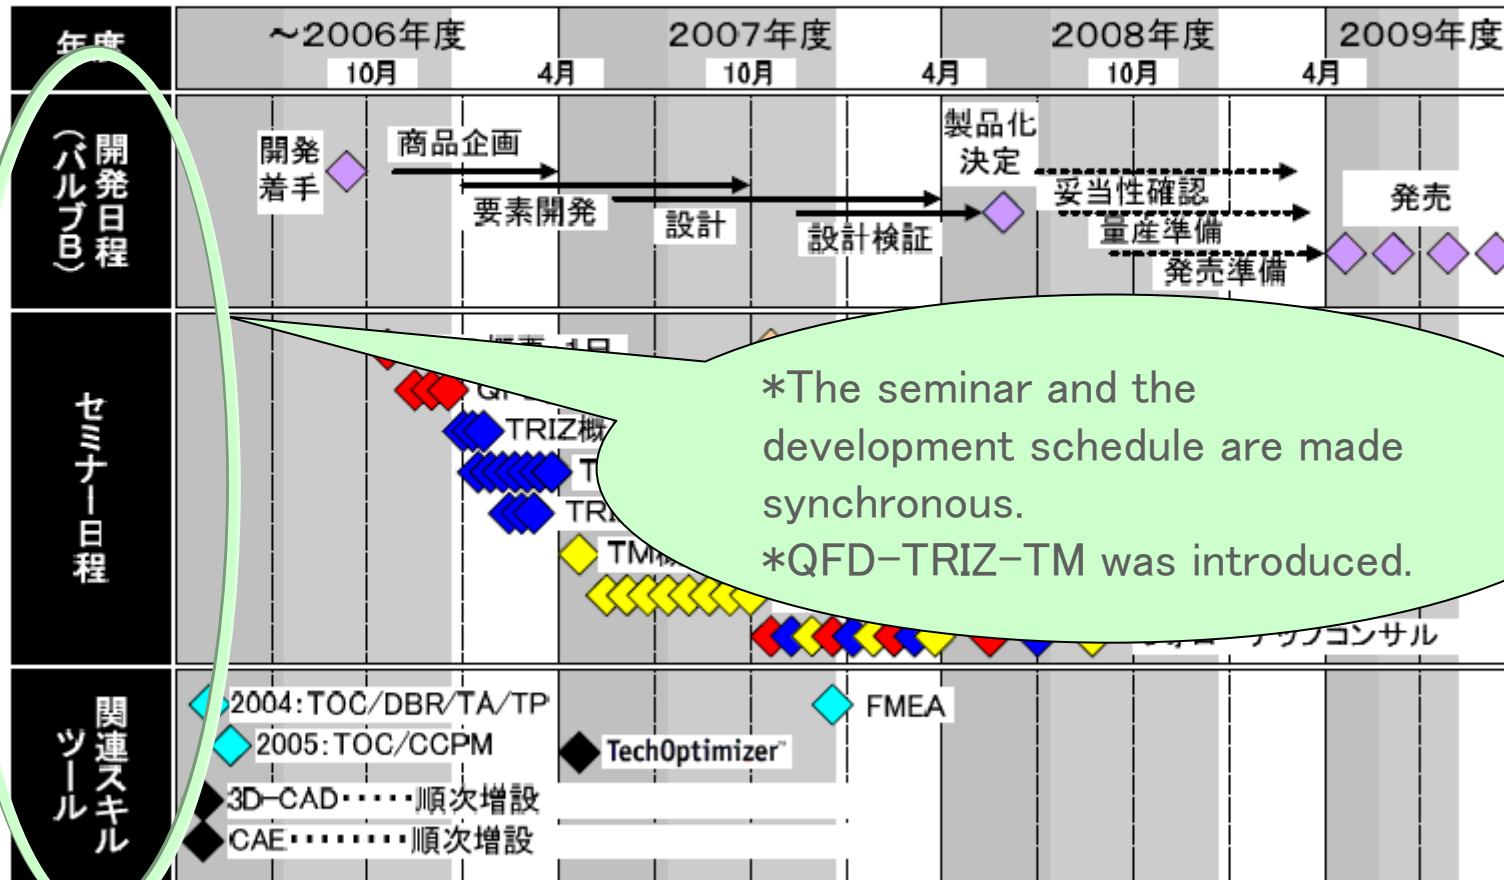 年度
～2006年度
2007年度
2008年度
2009年度
10月
4月
10月
4月
10月
4月
開発日程
（バルブB）
開発
着手
商品企画
要素開発
設計
設計検証
製品化
決定
妥当性確認
量産準備
発売準備
発売
セミナー日程
TRIZ概
*The seminar and the
development schedule are made
synchronous.
*QFD-TRIZ-TM was introduced.
関連スキル
ツール
2004:TOC/DBR/TA/TP
2005:TOC/CCPM
FMEA
TechOptimizer™
3D-CAD·····順次増設
CAE········順次増設